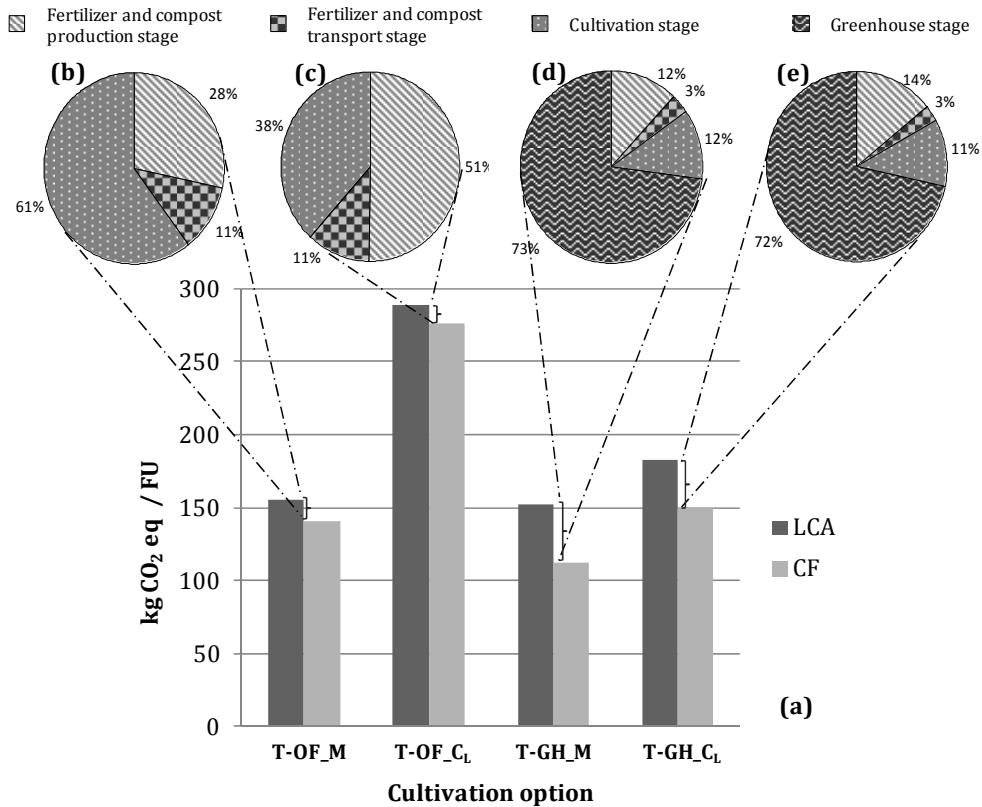 Fertilizer and compost
production stage
Fertilizer and compost
transport stage
Cultivation stage
Greenhouse stage
(b)
(c)
(d)
(e)
28%
11%
61%
51%
11%
38%
12%
3%
12%
73%
14%
3%
11%
72%
kg CO₂ eq / FU
300
250
200
150
100
50
0
LCA
CF
(a)
T-OF_M
T-OF_C_L
T-GH_M
T-GH_C_L
Cultivation option